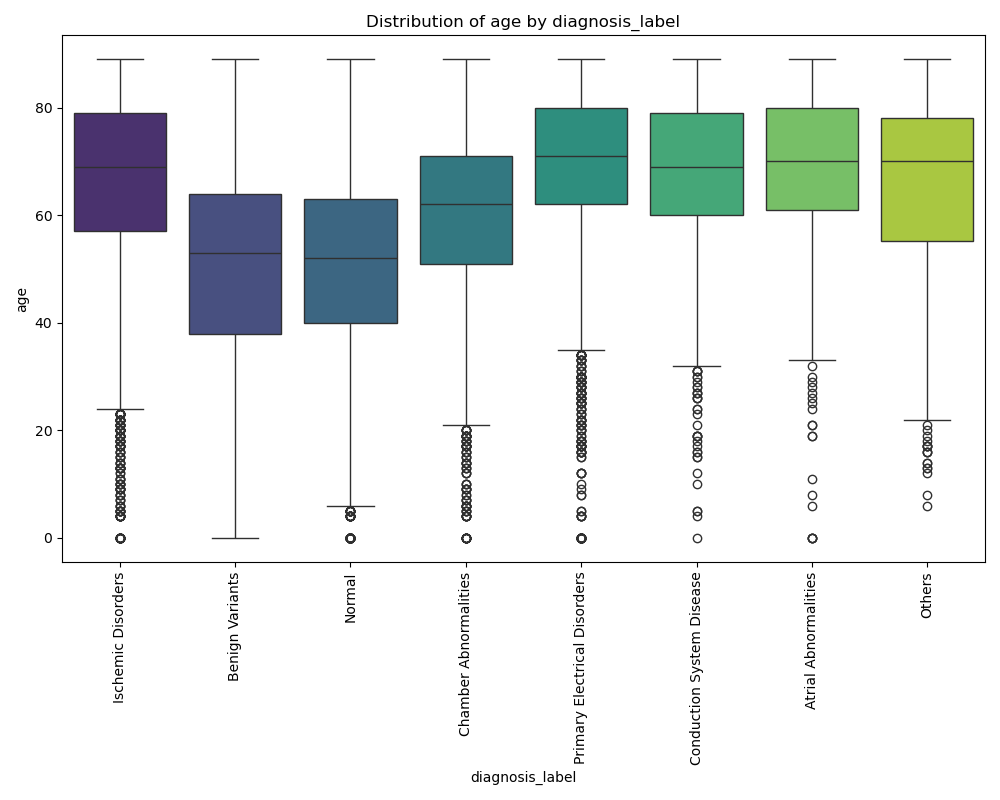 Distribution of age by diagnosis_label
age
80
60
40
20
0
Ischemic Disorders
Benign Variants
Normal
Chamber Abnormalities
Primary Electrical Disorders
Conduction System Disease
Atrial Abnormalities
Others
diagnosis_label